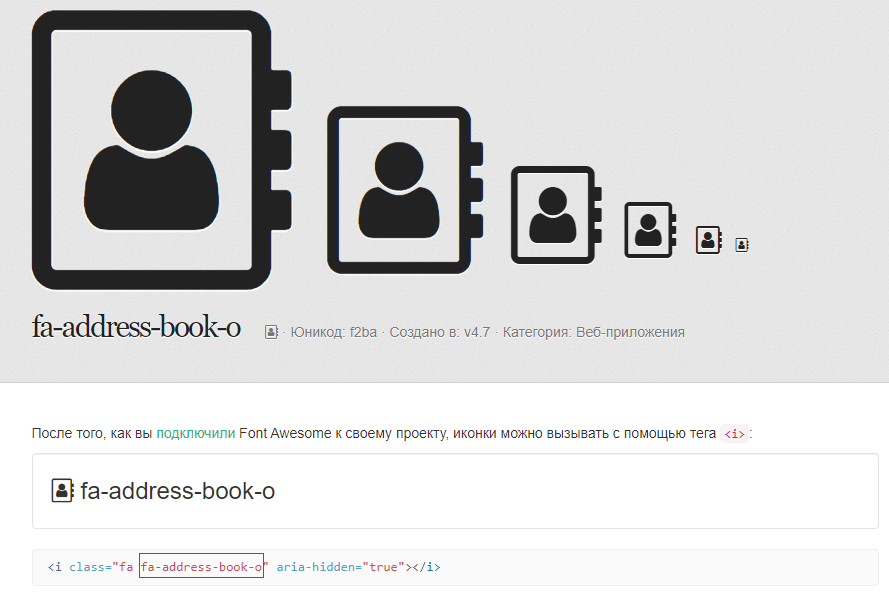 fa-address-book-o · Юникод: f2ba · Создано в: v4.7 · Категория: Веб-приложения
После того, как вы подключили Font Awesome к своему проекту, иконки можно вызывать с помощью тега <i>:
fa-address-book-o
<i class="fa fa-address-book-o" aria-hidden="true"></i>